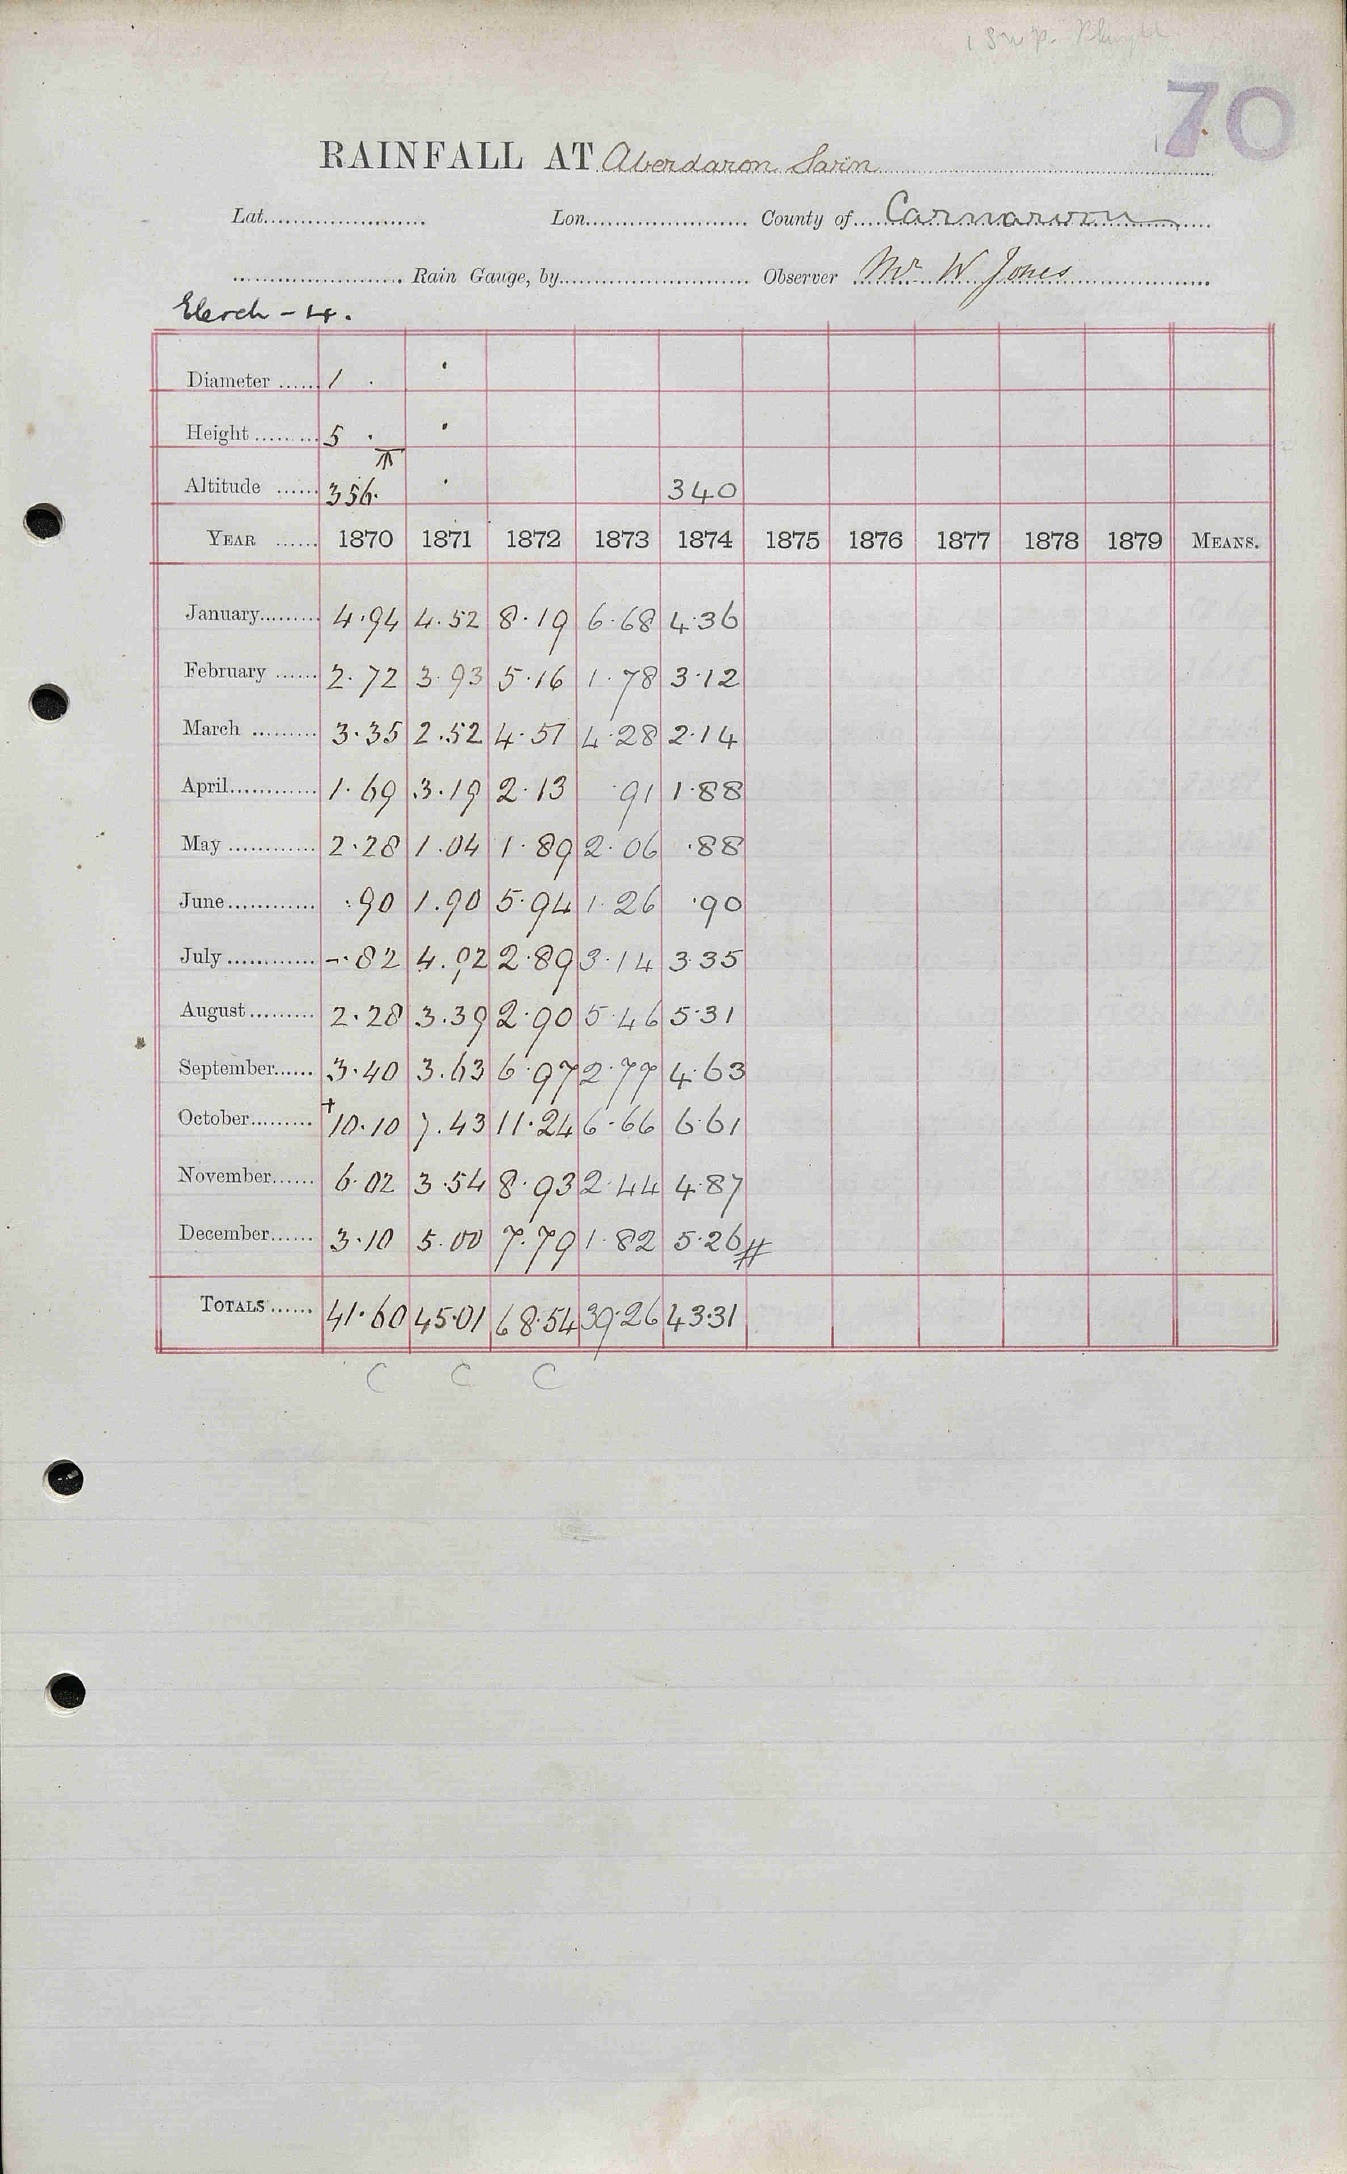 70
RAINFALL AT Aberdaron Sarn
Lat. Lon. County of Carnarvon
Rain Gauge, by Observer Mr W Jones
Diameter 1 .
Height 5 .
Altitude 356. 340
YEAR 1870 1871 1872 1873 1874 1875 1876 1877 1878 1879 MEANS.
January 4.94 4.52 8.19 6.68 4.36
February 2.72 3.93 5.16 1.78 3.12
March 3.35 2.52 4.51 4.28 2.14
April 1.69 3.19 2.13 .91 1.88
May 2.28 1.04 1.89 2.06 .88
June .90 1.90 5.94 1.26 .90
July -.82 4.92 2.89 3.14 3.35
August 2.28 3.39 2.90 5.46 5.31
September 3.40 3.63 6.97 2.77 4.63
October +10.10 7.43 11.24 6.66 6.61
November 6.02 3.54 8.93 2.44 4.87
December 3.10 5.00 7.79 1.82 5.26 #
TOTALS 41.60 45.01 68.54 39.26 43.31
C C C